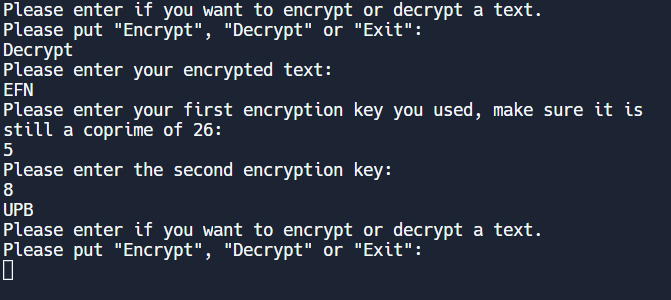 Please enter if you want to encrypt or decrypt a text.
Please put "Encrypt", "Decrypt" or "Exit":
Decrypt
Please enter your encrypted text:
EFN
Please enter your first encryption key you used, make sure it is
still a coprime of 26:
5
Please enter the second encryption key:
8
UPB
Please enter if you want to encrypt or decrypt a text.
Please put "Encrypt", "Decrypt" or "Exit":